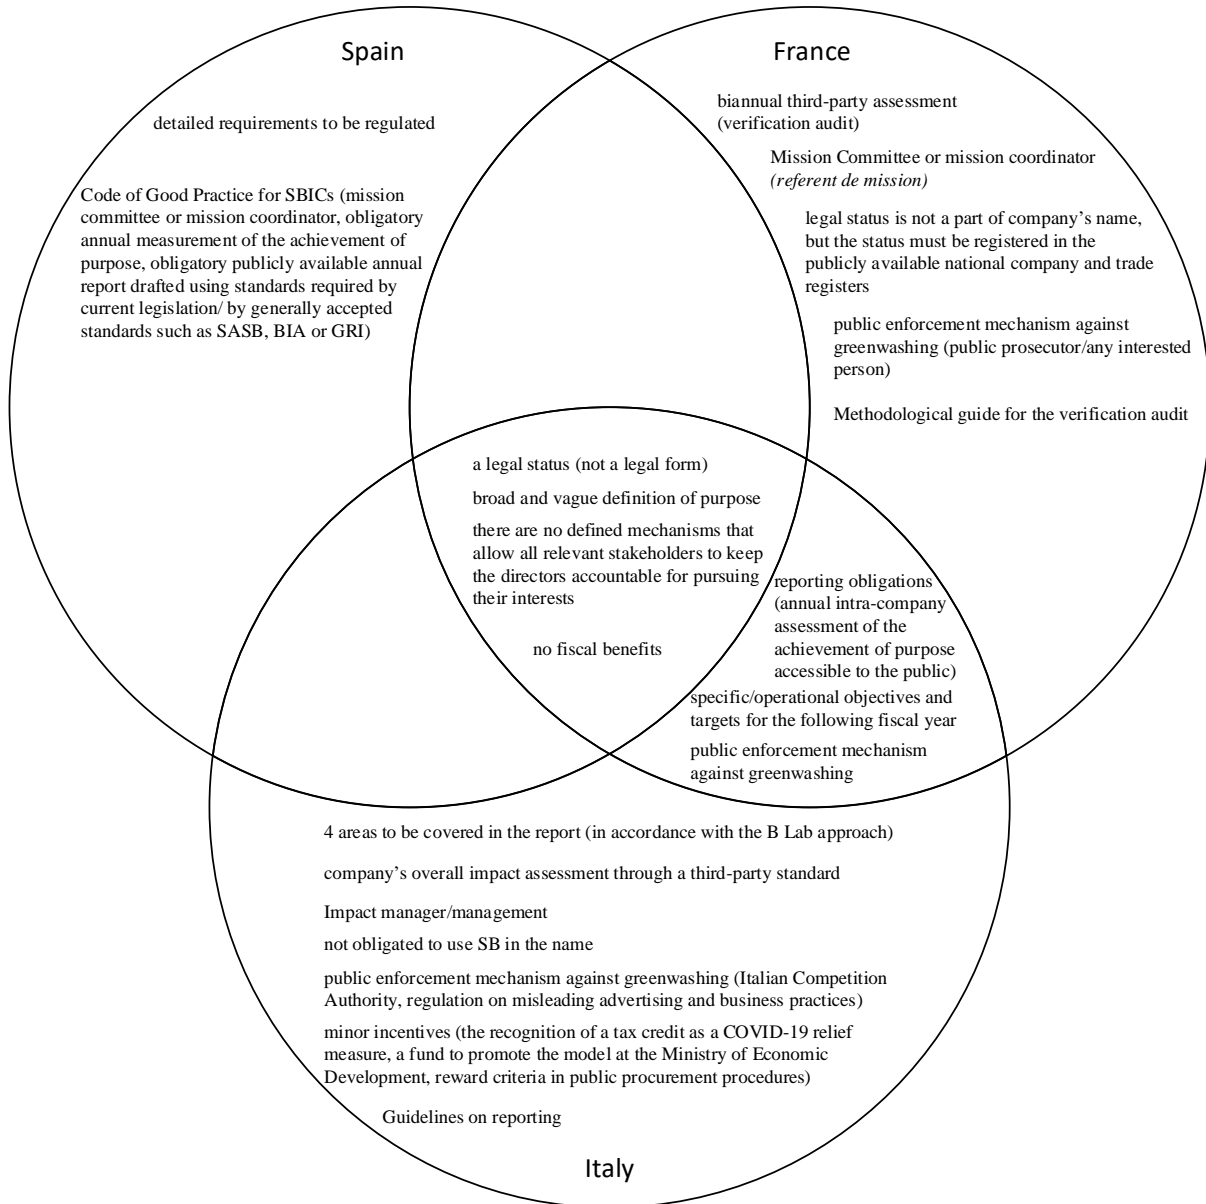 Spain
France
detailed requirements to be regulated
Code of Good Practice for SBICs (mission
committee or mission coordinator, obligatory
annual measurement of the achievement of
purpose, obligatory publicly available annual
report drafted using standards required by
current legislation/ by generally accepted
standards such as SASB, BIA or GRI)
biannual third-party assessment
(verification audit)
Mission Committee or mission coordinator
(referent de mission)
legal status is not a part of company’s name,
but the status must be registered in the
publicly available national company and trade
registers
public enforcement mechanism against
greenwashing (public prosecutor/any interested
person)
Methodological guide for the verification audit
a legal status (not a legal form)
broad and vague definition of purpose
there are no defined mechanisms that
allow all relevant stakeholders to keep
the directors accountable for pursuing
their interests
no fiscal benefits
reporting obligations
(annual intra-company
assessment of the
achievement of purpose
accessible to the public)
specific/operational objectives and
targets for the following fiscal year
public enforcement mechanism
against greenwashing
4 areas to be covered in the report (in accordance with the B Lab approach)
company’s overall impact assessment through a third-party standard
Impact manager/management
not obligated to use SB in the name
public enforcement mechanism against greenwashing (Italian Competition
Authority, regulation on misleading advertising and business practices)
minor incentives (the recognition of a tax credit as a COVID-19 relief
measure, a fund to promote the model at the Ministry of Economic
Development, reward criteria in public procurement procedures)
Guidelines on reporting
Italy